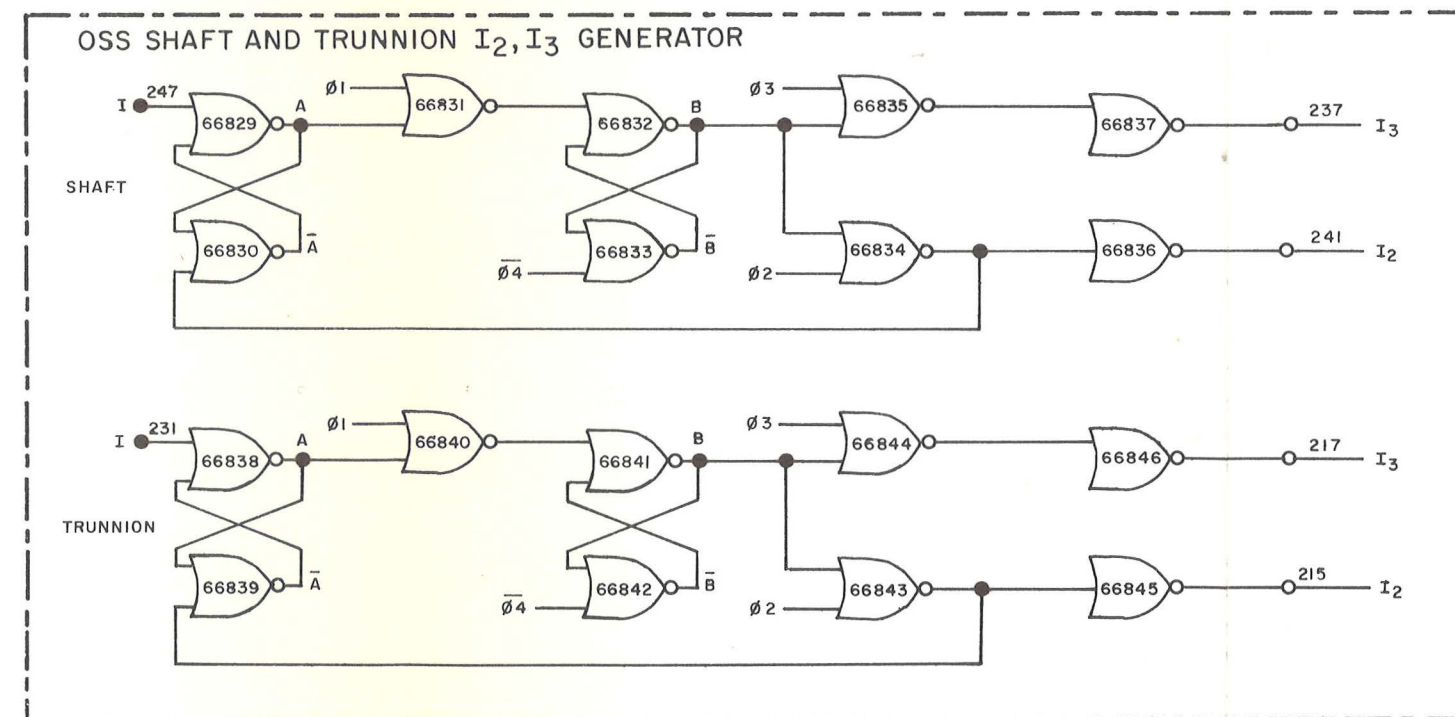 OSS SHAFT AND TRUNNION I₂, I₃ GENERATOR
I 247
66829
A
Ø1
66831
66832
B
Ø3
66835
66837
237 I₃
SHAFT
66830
A̅
Ø̅4̅
66833
B̅
Ø2
66834
66836
241 I₂
I 231
66838
A
Ø1
66840
66841
B
Ø3
66844
66846
217 I₃
TRUNNION
66839
A̅
Ø̅4̅
66842
B̅
Ø2
66843
66845
215 I₂